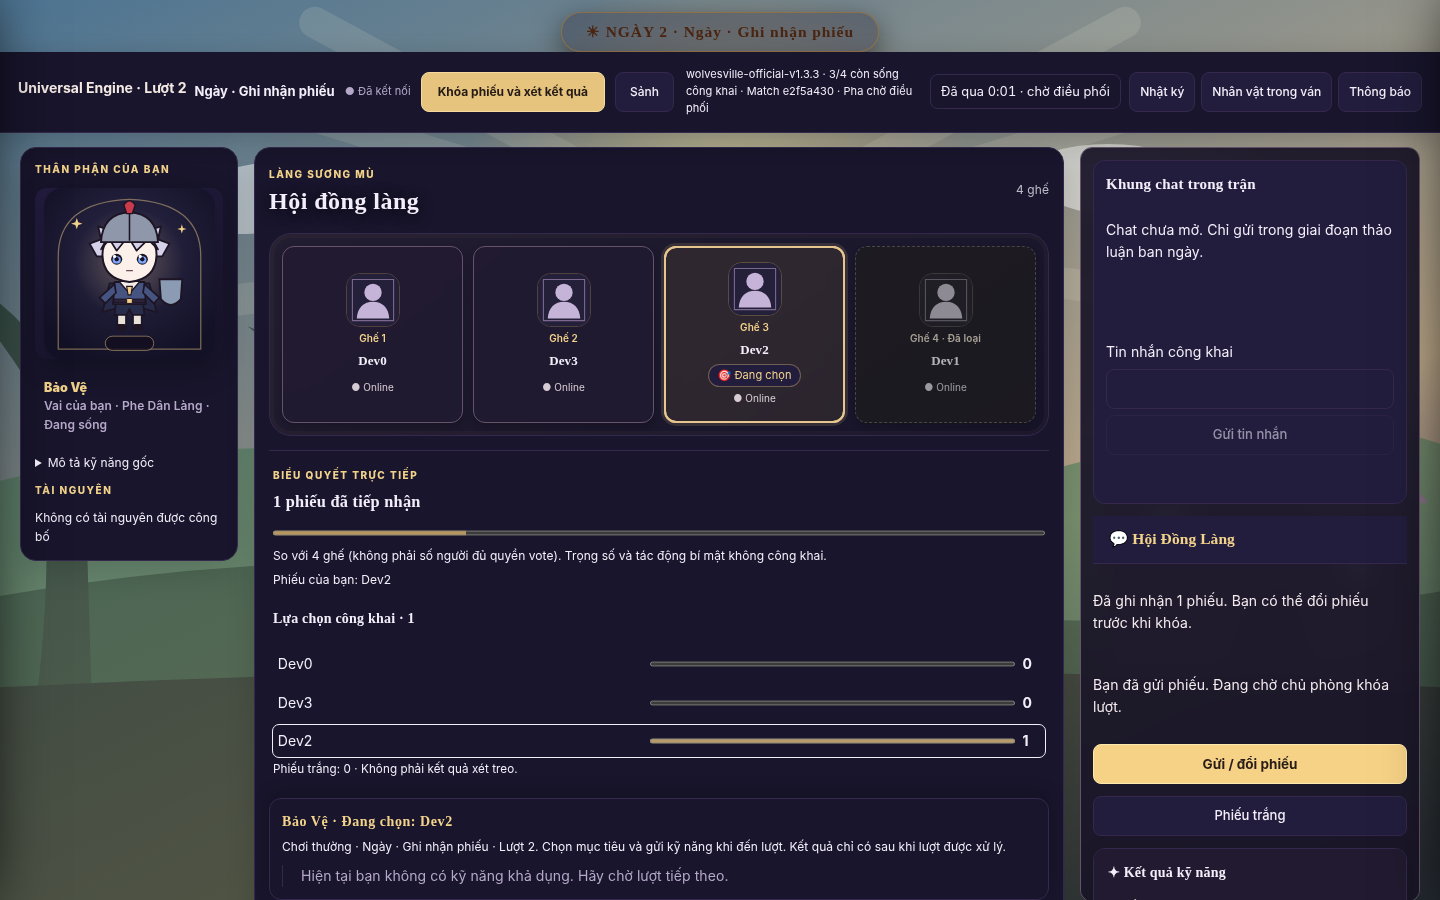 ☀ NGÀY 2 · Ngày · Ghi nhận phiếu
Universal Engine · Lượt 2
Ngày · Ghi nhận phiếu
Đã kết nối
Khóa phiếu và xét kết quả
Sảnh
wolvesville-official-v1.3.3 · 3/4 còn sống
công khai · Match e2f5a430 · Pha chờ điều
phối
Đã qua 0:01 · chờ điều phối
Nhật ký
Nhân vật trong ván
Thông báo
THÂN PHẬN CỦA BẠN
Bảo Vệ
Vai của bạn · Phe Dân Làng ·
Đang sống
▶ Mô tả kỹ năng gốc
TÀI NGUYÊN
Không có tài nguyên được công
bố
LÀNG SƯƠNG MÙ
Hội đồng làng
4 ghế
Ghế 1
Dev0
Online
Ghế 2
Dev3
Online
Ghế 3
Dev2
🎯 Đang chọn
Online
Ghế 4 · Đã loại
Dev1
Online
BIỂU QUYẾT TRỰC TIẾP
1 phiếu đã tiếp nhận
So với 4 ghế (không phải số người đủ quyền vote). Trọng số và tác động bí mật không công khai.
Phiếu của bạn: Dev2
Lựa chọn công khai · 1
Dev0 0
Dev3 0
Dev2 1
Phiếu trắng: 0 · Không phải kết quả xét treo.
Bảo Vệ · Đang chọn: Dev2
Chơi thường · Ngày · Ghi nhận phiếu · Lượt 2. Chọn mục tiêu và gửi kỹ năng khi đến lượt. Kết quả chỉ có sau khi lượt được xử lý.
Hiện tại bạn không có kỹ năng khả dụng. Hãy chờ lượt tiếp theo.
Khung chat trong trận
Chat chưa mở. Chỉ gửi trong giai đoạn thảo
luận ban ngày.
Tin nhắn công khai
Gửi tin nhắn
💬 Hội Đồng Làng
Đã ghi nhận 1 phiếu. Bạn có thể đổi phiếu
trước khi khóa.
Bạn đã gửi phiếu. Đang chờ chủ phòng khóa
lượt.
Gửi / đổi phiếu
Phiếu trắng
✦ Kết quả kỹ năng